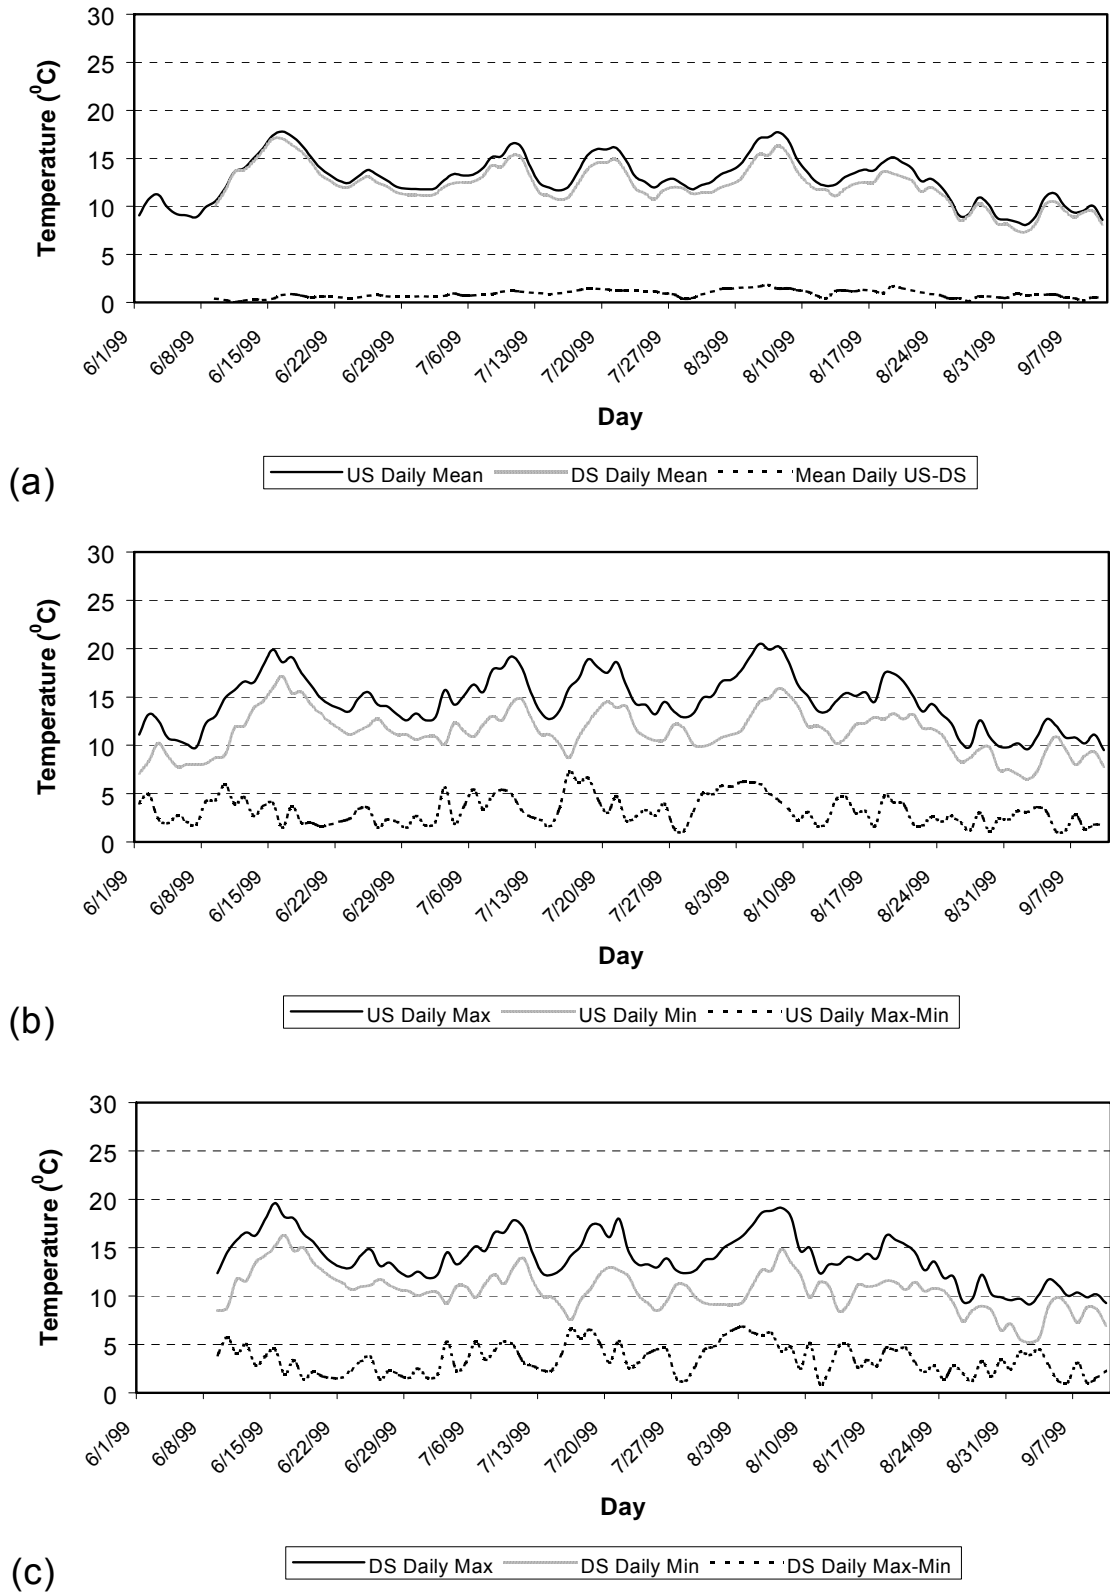 30
25
20
15
10
5
0
Temperature (⁰C)
6/1/99 6/8/99 6/15/99 6/22/99 6/29/99 7/6/99 7/13/99 7/20/99 7/27/99 8/3/99 8/10/99 8/17/99 8/24/99 8/31/99 9/7/99
Day
(a)
US Daily Mean DS Daily Mean Mean Daily US-DS
30
25
20
15
10
5
0
Temperature (⁰C)
6/1/99 6/8/99 6/15/99 6/22/99 6/29/99 7/6/99 7/13/99 7/20/99 7/27/99 8/3/99 8/10/99 8/17/99 8/24/99 8/31/99 9/7/99
Day
(b)
US Daily Max US Daily Min US Daily Max-Min
30
25
20
15
10
5
0
Temperature (⁰C)
6/1/99 6/8/99 6/15/99 6/22/99 6/29/99 7/6/99 7/13/99 7/20/99 7/27/99 8/3/99 8/10/99 8/17/99 8/24/99 8/31/99 9/7/99
Day
(c)
DS Daily Max DS Daily Min DS Daily Max-Min